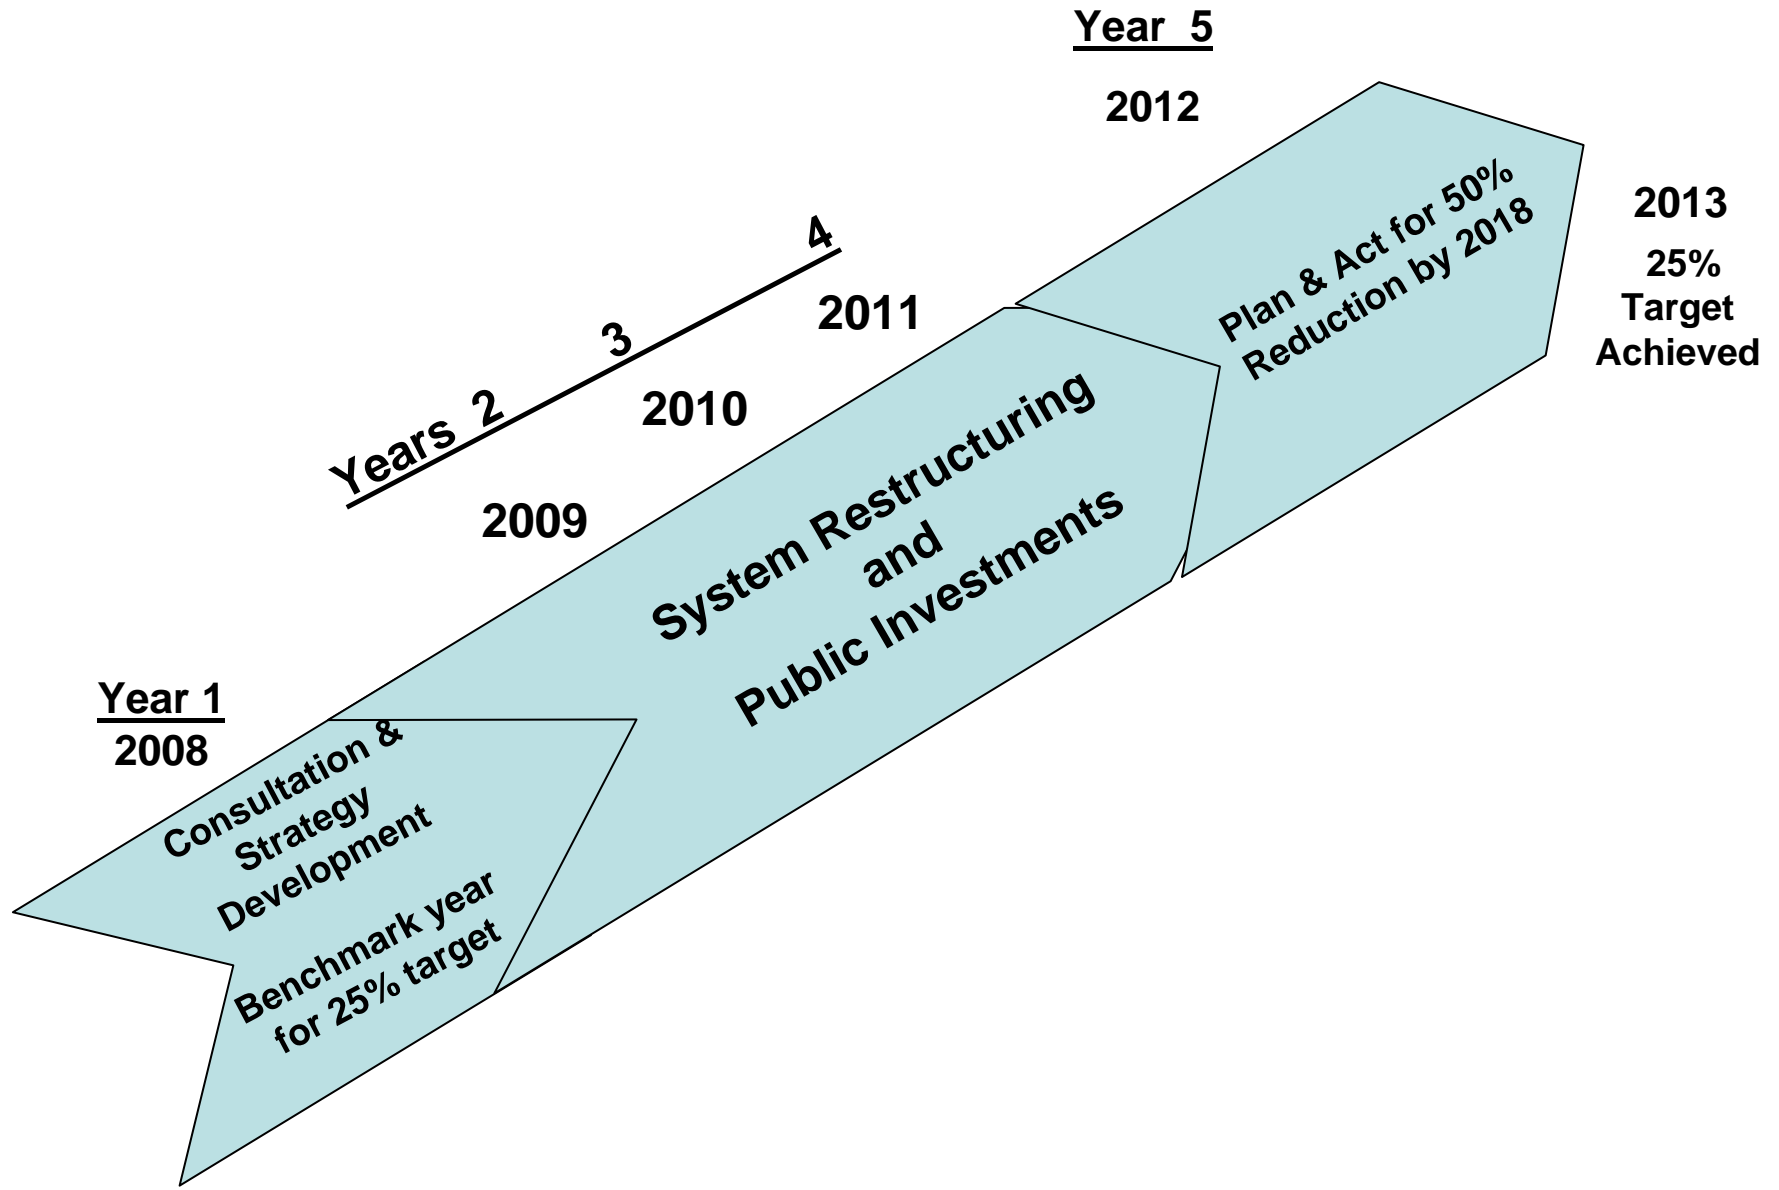 Year 5
2012
2013
25%
Target
Achieved
Plan & Act for 50%
Reduction by 2018
Years 2 3 4
2011
2010
2009
System Restructuring
and
Public Investments
Year 1
2008
Consultation &
Strategy
Development
Benchmark year
for 25% target